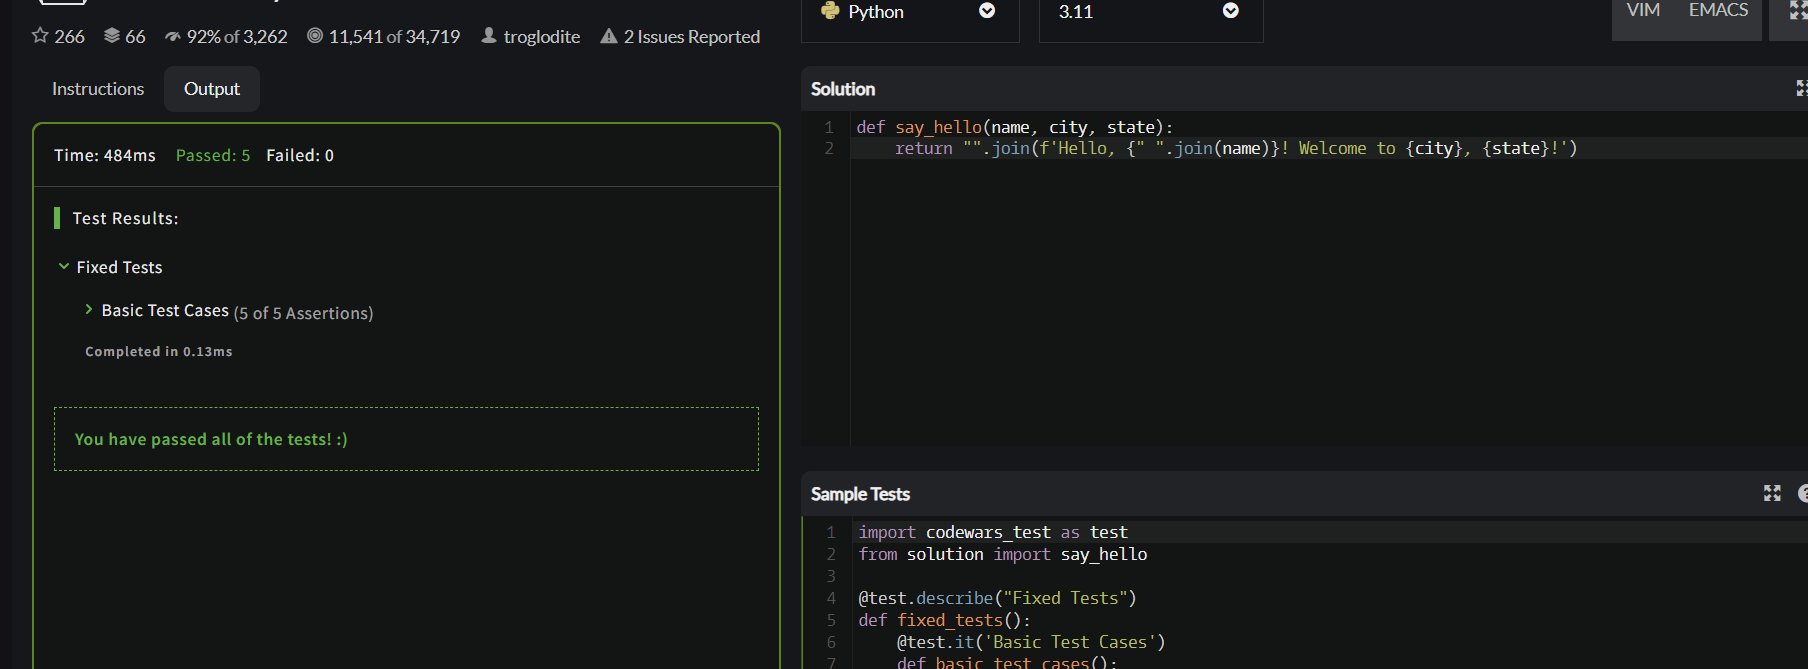 Python
3.11
VIM EMACS
266 66 92% of 3,262 11,541 of 34,719 troglodite 2 Issues Reported
Instructions Output
Time: 484ms Passed: 5 Failed: 0
Test Results:
Fixed Tests
Basic Test Cases (5 of 5 Assertions)
Completed in 0.13ms
You have passed all of the tests! :)
Solution
1 def say_hello(name, city, state):
2 return "".join(f'Hello, {" ".join(name)}! Welcome to {city}, {state}!')
Sample Tests
1 import codewars_test as test
2 from solution import say_hello
3
4 @test.describe("Fixed Tests")
5 def fixed_tests():
6 @test.it('Basic Test Cases')
7 def basic_test_cases():